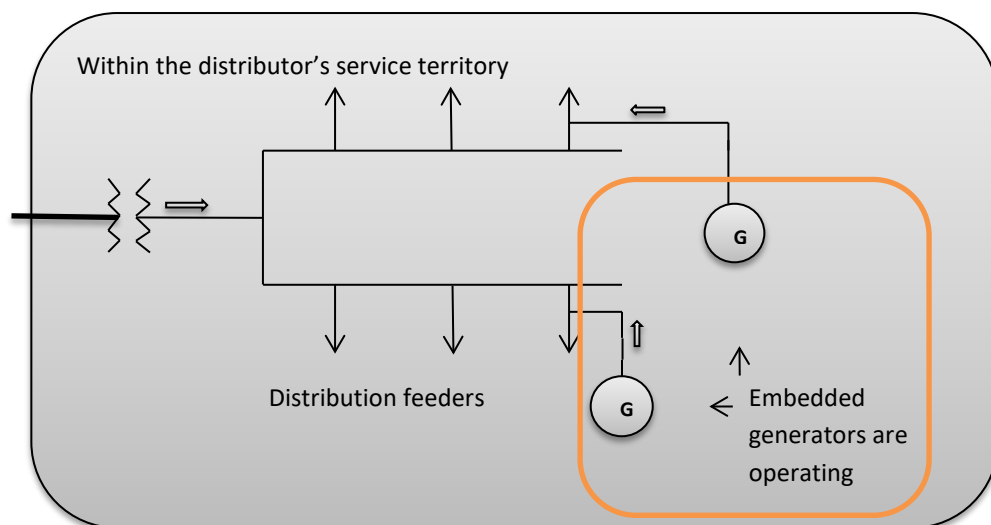 Within the distributor’s service territory
G
Distribution feeders
G
Embedded
generators are
operating